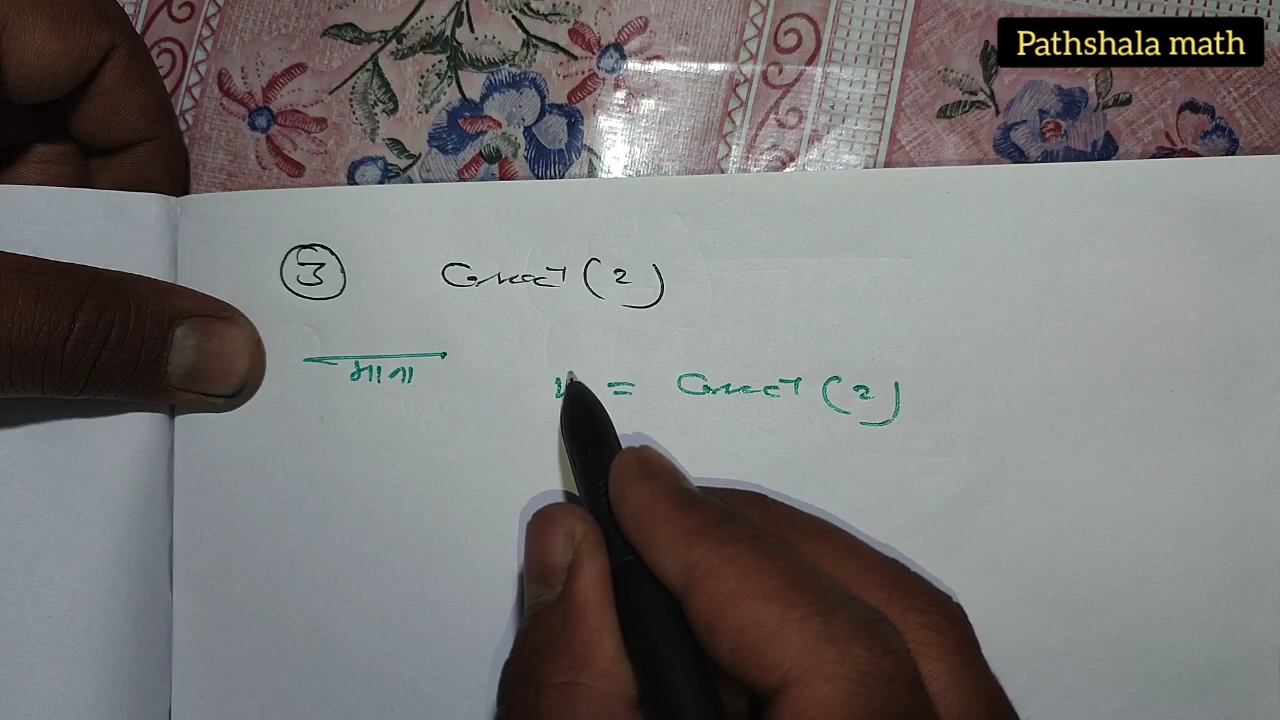 Pathshala math
③ Cosec⁻¹ (2)
माना
= Cosec⁻¹ (2)